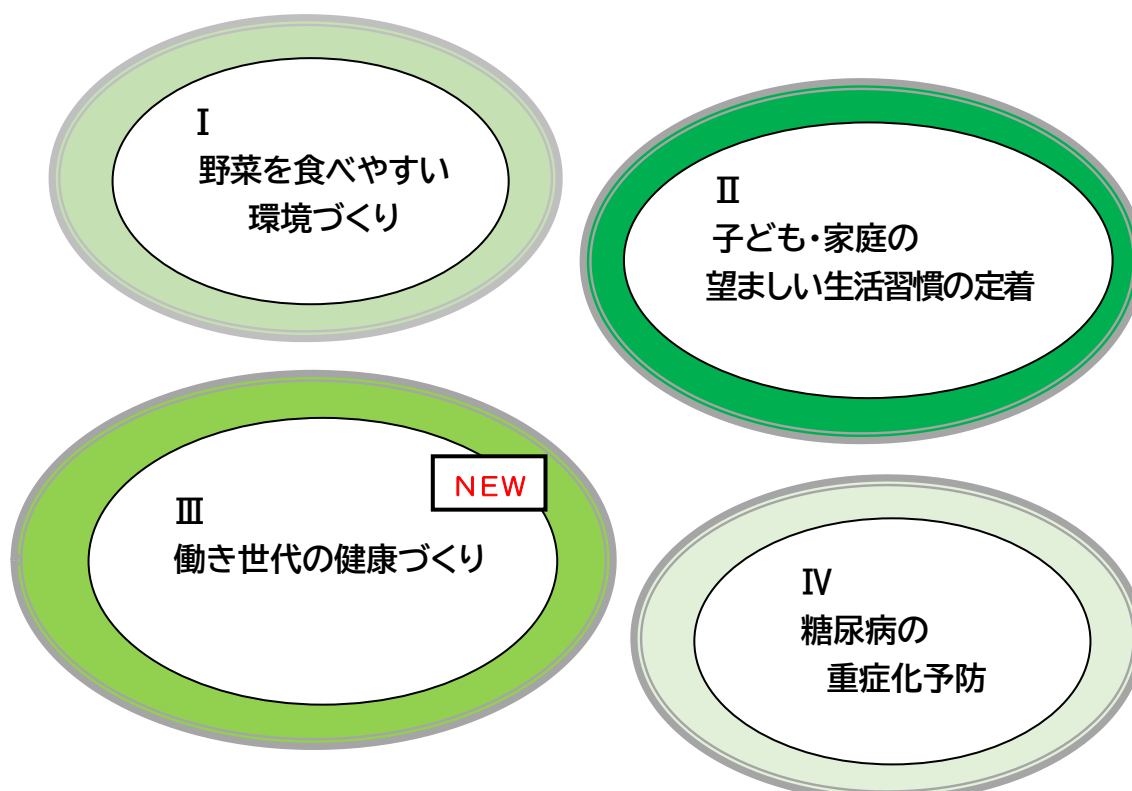 Ⅰ
野菜を食べやすい
環境づくり
Ⅱ
子ども・家庭の
望ましい生活習慣の定着
NEW
Ⅲ
働き世代の健康づくり
Ⅳ
糖尿病の
重症化予防